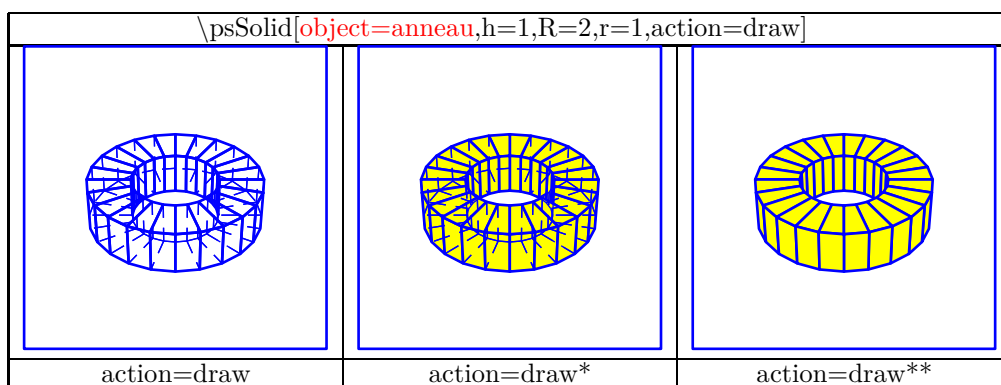 \psSolid[object=anneau,h=1,R=2,r=1,action=draw]
action=draw
action=draw*
action=draw**